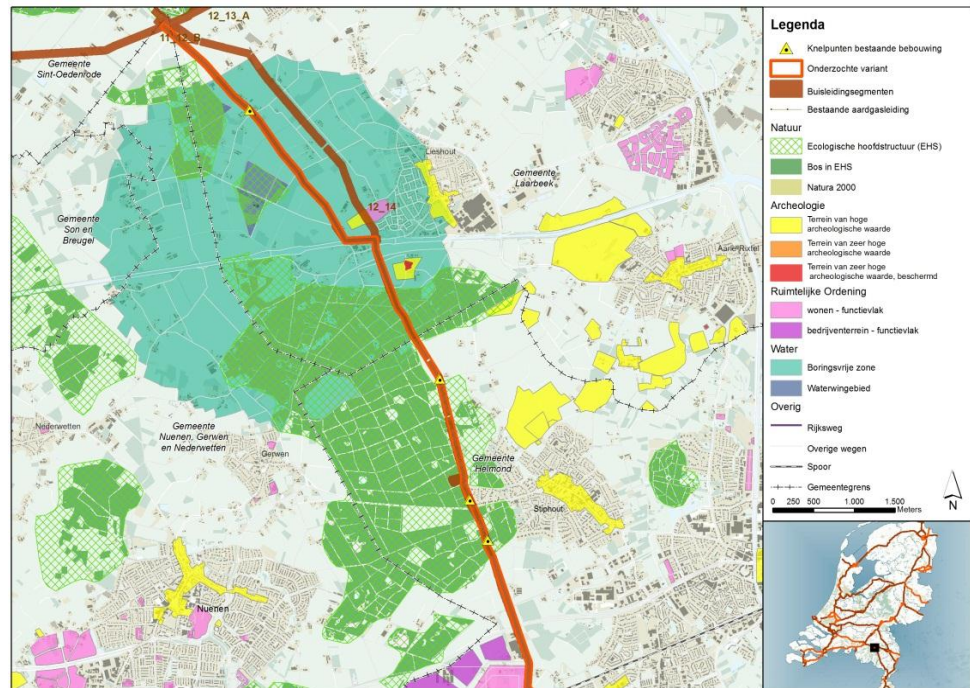 12_13_A
11_12_B
Gemeente
Sint-Oedenrode
Lieshout
Gemeente
Laarbeek
12_14
Gemeente
Son en
Breugel
Aarle-Rixtel
Nederwetten
Gemeente
Nuenen, Gerwen
en Nederwetten
Gerwen
Gemeente
Helmond
Stiphout
Nuenen
Legenda
Knelpunten bestaande bebouwing
Onderzochte variant
Buisleidingsegmenten
Bestaande aardgasleiding
Natuur
Ecologische hoofdstructuur (EHS)
Bos in EHS
Natura 2000
Archeologie
Terrein van hoge
archeologische waarde
Terrein van zeer hoge
archeologische waarde
Terrein van zeer hoge
archeologische waarde, beschermd
Ruimtelijke Ordening
wonen - functievlak
bedrijventerrein - functievlak
Water
Boringsvrije zone
Waterwingebied
Overig
Rijksweg
Overige wegen
Spoor
Gemeentegrens
0 250 500 1.000 1.500
Meters
N